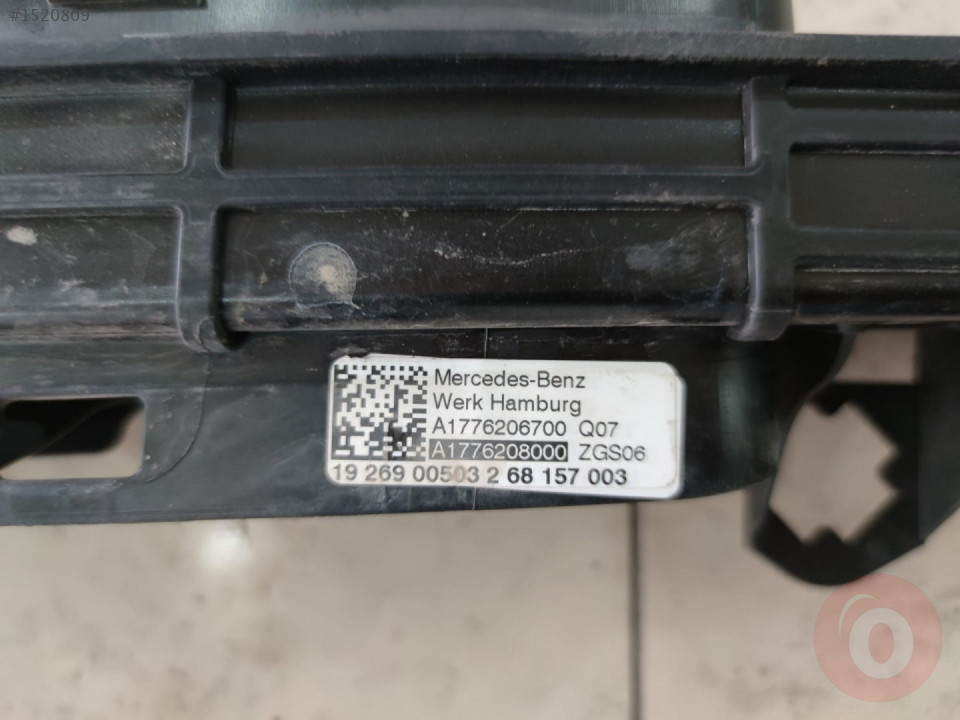 #1520809
Mercedes-Benz
Werk Hamburg
A1776206700 Q07
A1776208000 ZGS06
19 269 00503 2 68 157 003